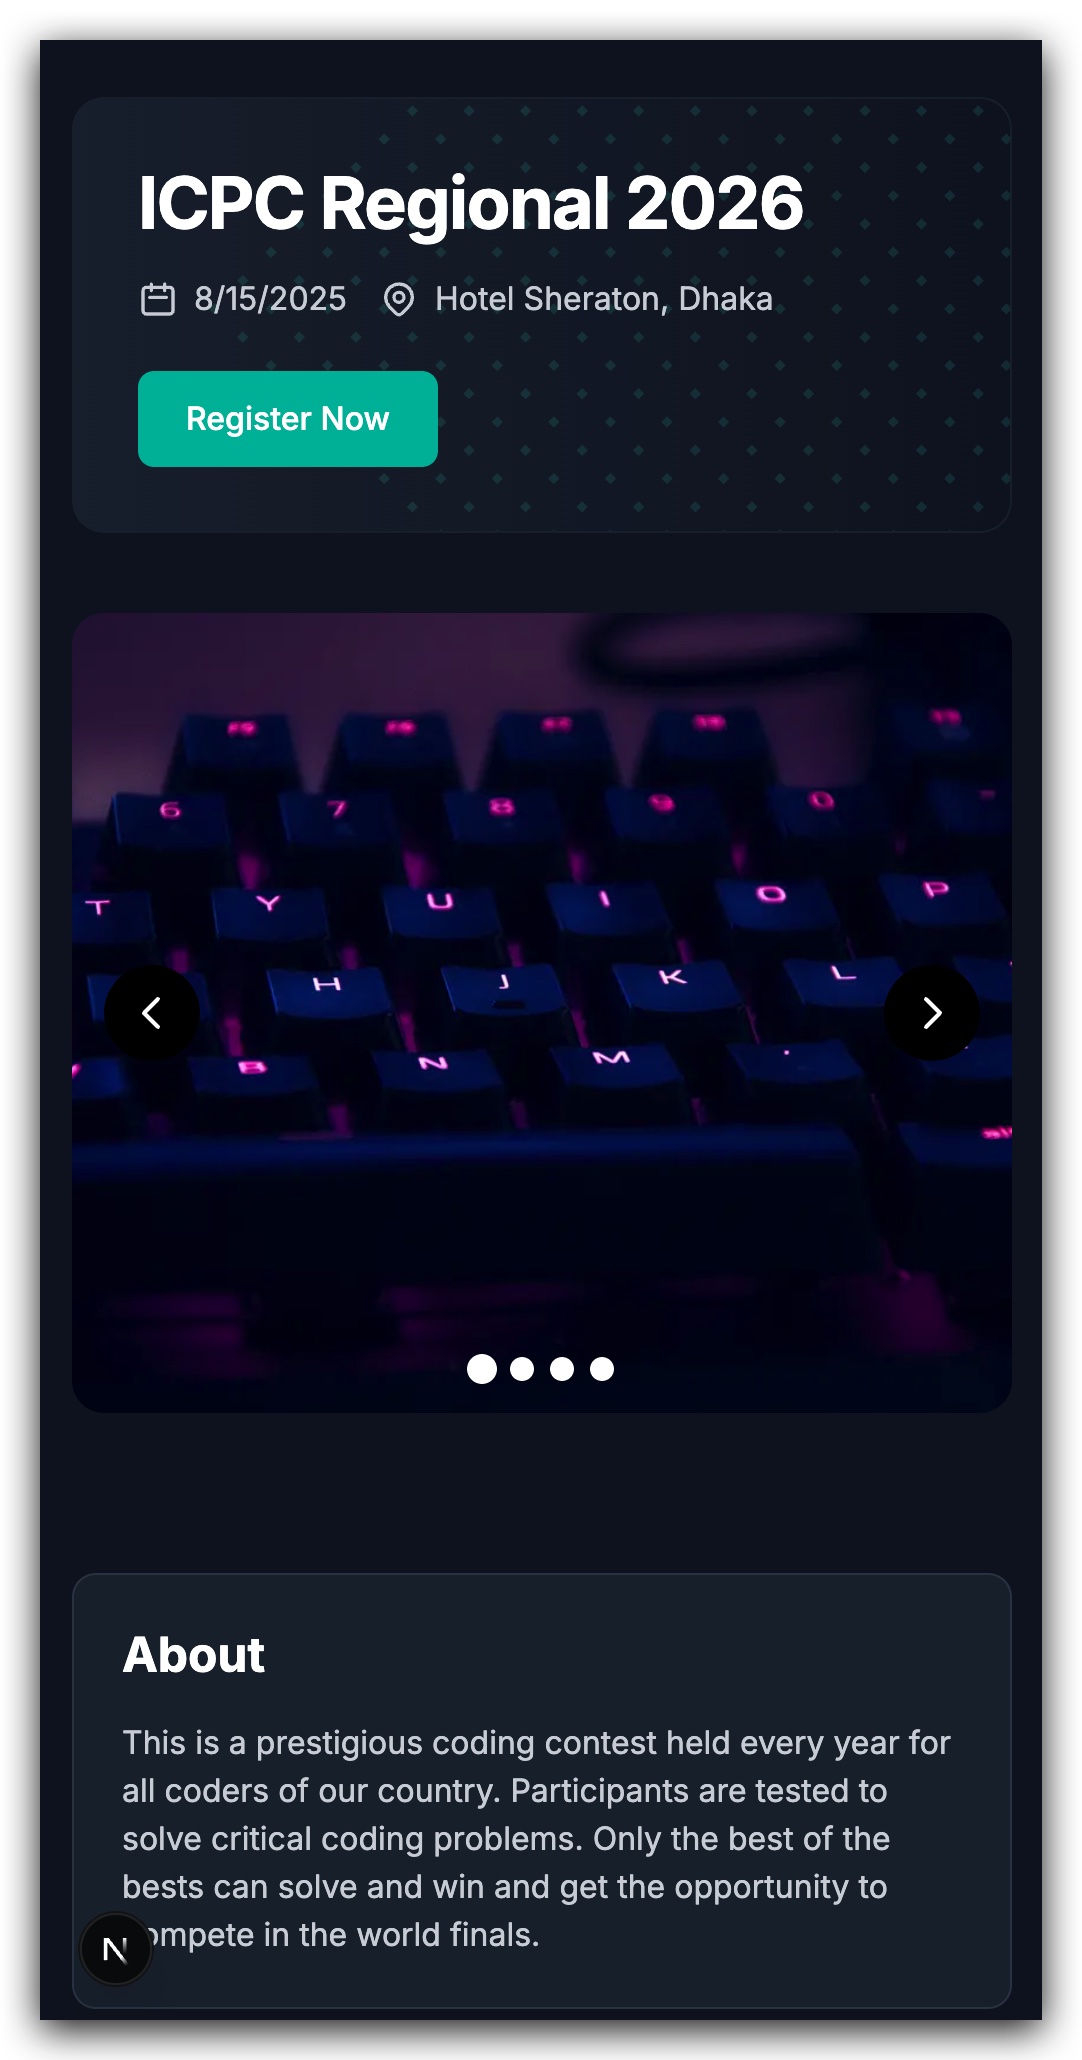 ICPC Regional 2026
8/15/2025 Hotel Sheraton, Dhaka
Register Now
6 7 8 9 0
T Y U I O P
H J K L
B N M
About
This is a prestigious coding contest held every year for
all coders of our country. Participants are tested to
solve critical coding problems. Only the best of the
bests can solve and win and get the opportunity to
ompete in the world finals.
N